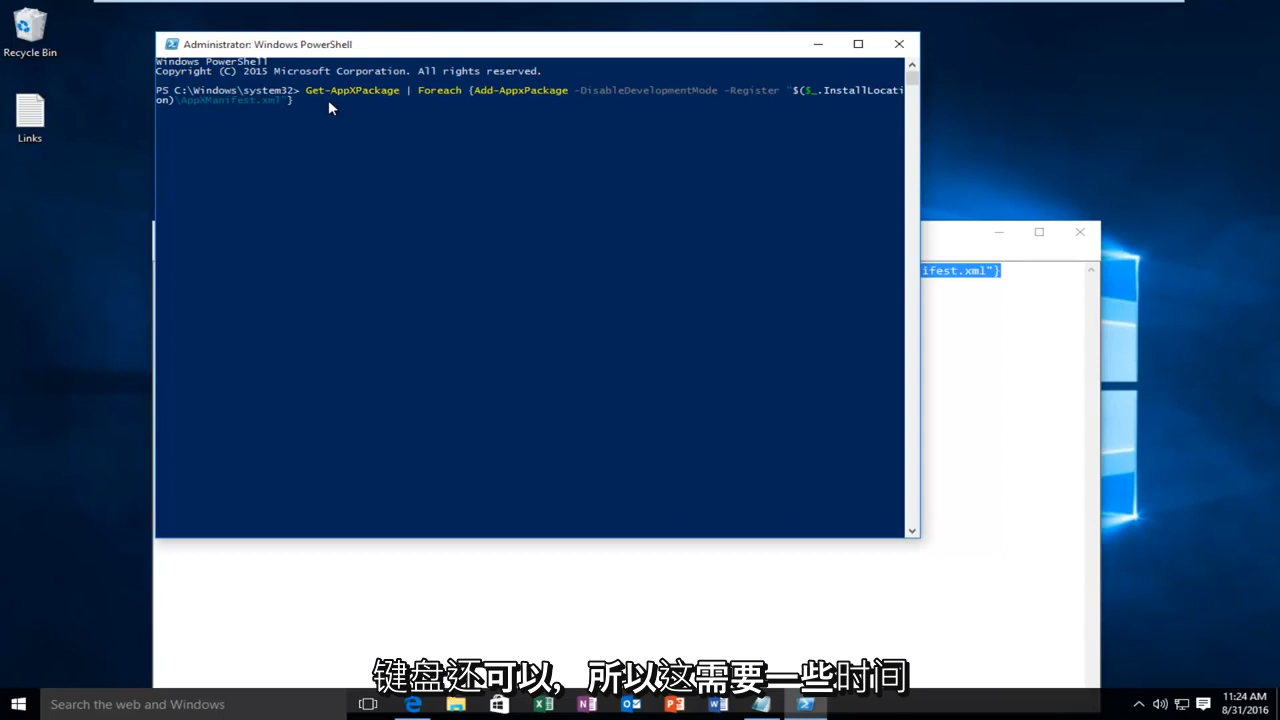 Recycle Bin
Links
Administrator: Windows PowerShell
Windows PowerShell
Copyright (C) 2015 Microsoft Corporation. All rights reserved.
PS C:\Windows\system32> Get-AppXPackage | Foreach {Add-AppxPackage -DisableDevelopmentMode -Register "$($_.InstallLocati
on)\AppXManifest.xml"}
ifest.xml"}
键盘还可以，所以这需要一些时间
Search the web and Windows
11:24 AM
8/31/2016